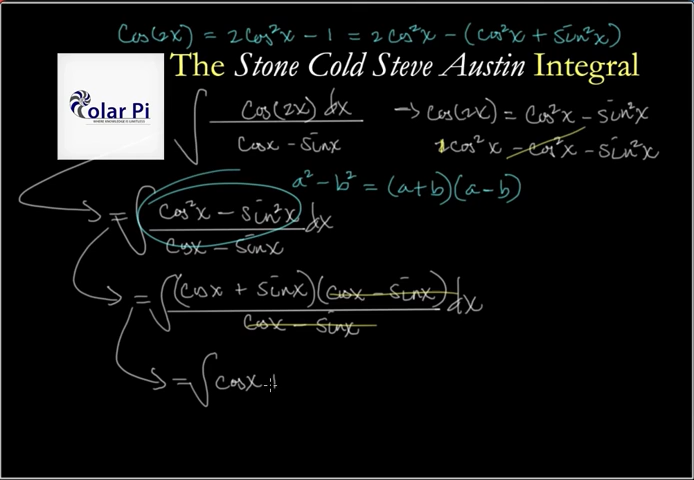 cos(2x) = 2cos²x - 1 = 2cos²x - (cos²x + sin²x)
The Stone Cold Steve Austin Integral
olar Pi
∫ cos(2x) dx / cosx - sinx
→ cos(2x) = cos²x - sin²x
2cos²x - cos²x - sin²x
a² - b² = (a+b)(a-b)
= ∫ cos²x - sin²x / cosx - sinx dx
= ∫ (cosx + sinx)(cosx - sinx) / cosx - sinx dx
= ∫ cosx +